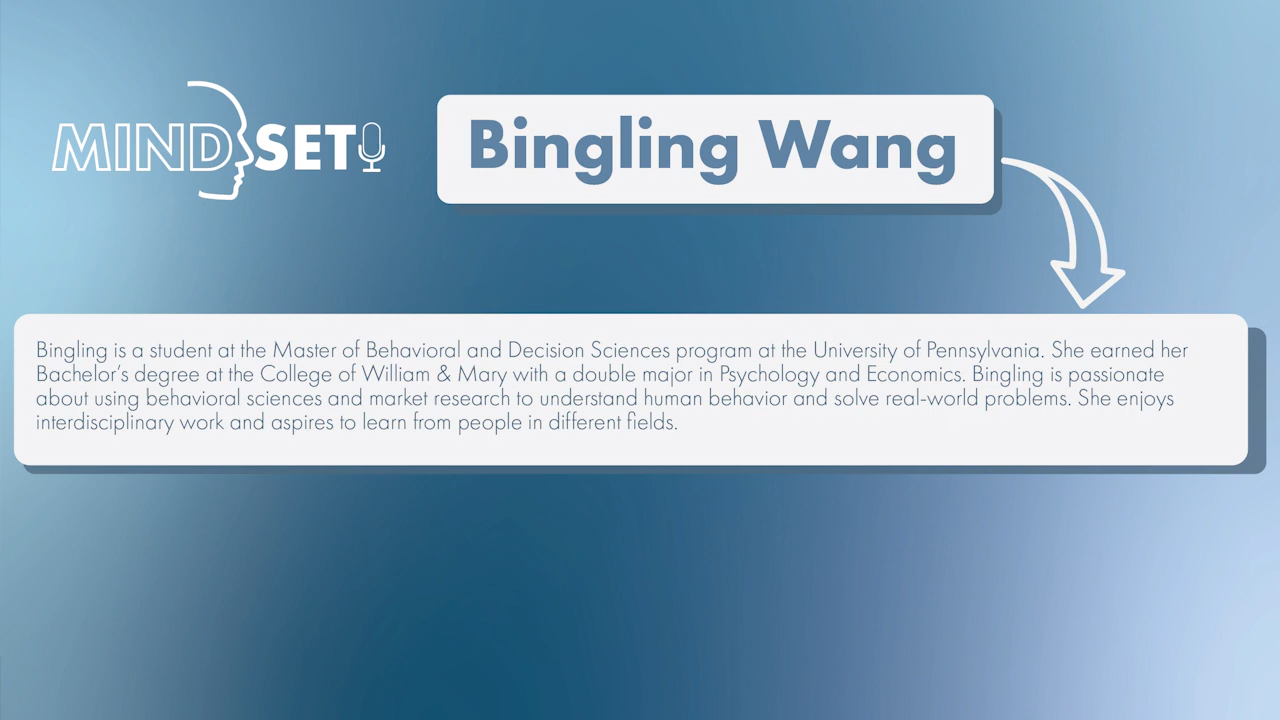 MINDSET
Bingling Wang
Bingling is a student at the Master of Behavioral and Decision Sciences program at the University of Pennsylvania. She earned her
Bachelor's degree at the College of William & Mary with a double major in Psychology and Economics. Bingling is passionate
about using behavioral sciences and market research to understand human behavior and solve real-world problems. She enjoys
interdisciplinary work and aspires to learn from people in different fields.